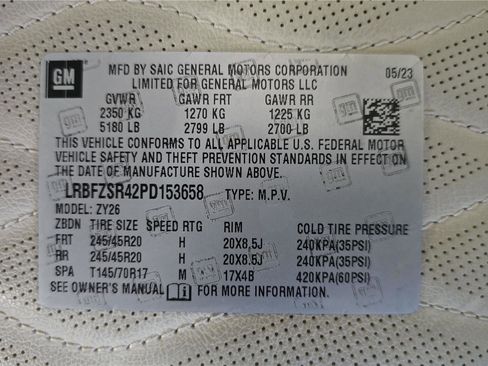 GM MFD BY SAIC GENERAL MOTORS CORPORATION 05/23
LIMITED FOR GENERAL MOTORS LLC
GVWR GAWR FRT GAWR RR
2350 KG 1270 KG 1225 KG
5180 LB 2799 LB 2700 LB
THIS VEHICLE CONFORMS TO ALL APPLICABLE U.S. FEDERAL MOTOR
VEHICLE SAFETY AND THEFT PREVENTION STANDARDS IN EFFECT ON
THE DATE OF MANUFACTURE SHOWN ABOVE.
LRBFZSR42PD153658 TYPE: M.P.V.
MODEL: ZY26
ZBDN TIRE SIZE SPEED RTG RIM COLD TIRE PRESSURE
FRT 245/45R20 H 20X8.5J 240KPA(35PSI)
RR 245/45R20 H 20X8.5J 240KPA(35PSI)
SPA T145/70R17 M 17X4B 420KPA(60PSI)
SEE OWNER'S MANUAL FOR MORE INFORMATION.